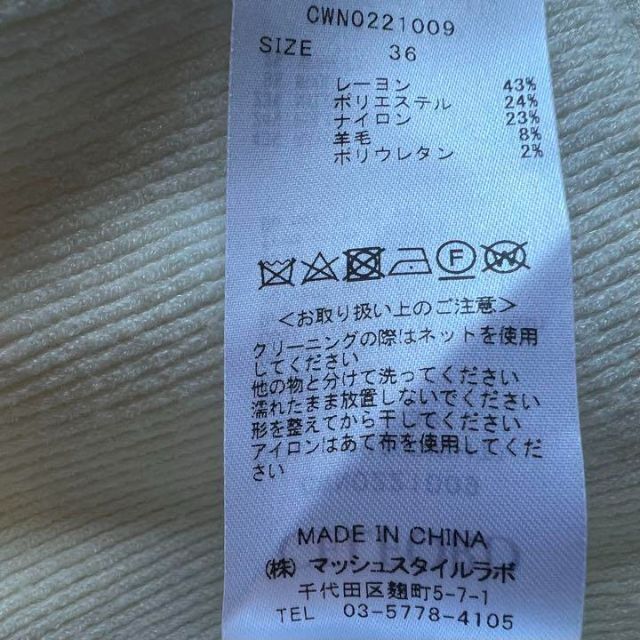 CWNO221009
SIZE 36
レーヨン 43%
ポリエステル 24%
ナイロン 23%
羊毛 8%
ポリウレタン 2%
F W
＜お取り扱い上のご注意＞
クリーニングの際はネットを使用
してください
他の物と分けて洗ってください
濡れたまま放置しないでください
形を整えてから干してください
アイロンはあて布を使用してくだ
さい
MADE IN CHINA
(株) マッシュスタイルラボ
千代田区麹町5-7-1
TEL 03-5778-4105